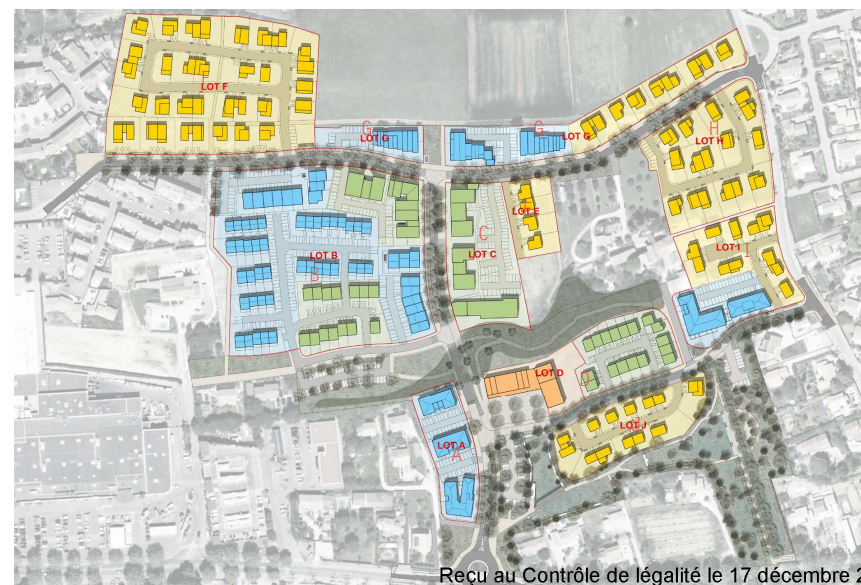 LOT F
G
LOT G
G
LOT G
H
LOT H
E
LOT E
LOT B
B
C
LOT C
LOT I
I
LOT D
LOT J
LOT A
A
Reçu au Contrôle de légalité le 17 décembre